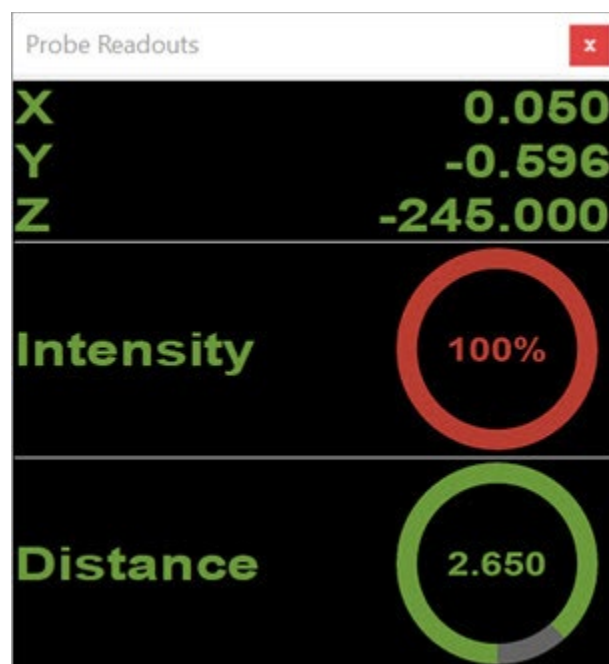 Probe Readouts x
X 0.050
Y -0.596
Z -245.000
Intensity 100%
Distance 2.650